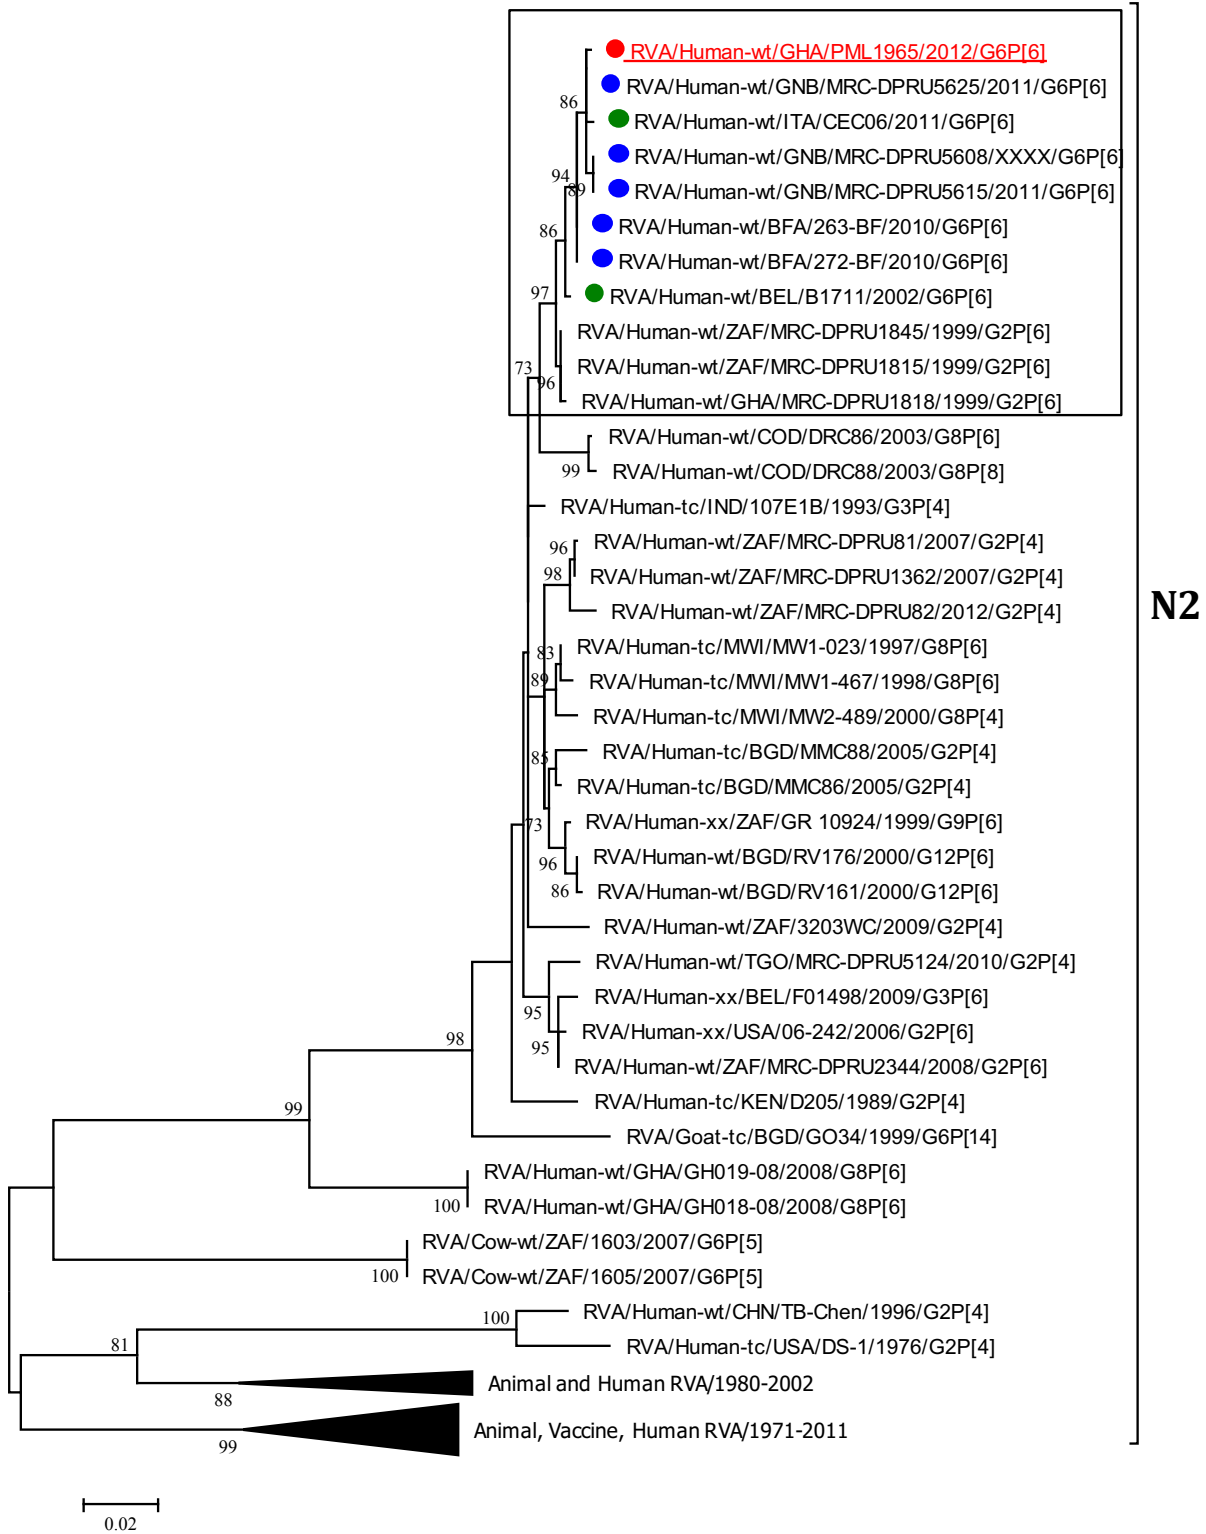 RVA/Human-wt/GHA/PML1965/2012/G6P[6]
RVA/Human-wt/GNB/MRC-DPRU5625/2011/G6P[6]
86
RVA/Human-wt/ITA/CEC06/2011/G6P[6]
RVA/Human-wt/GNB/MRC-DPRU5608/XXXX/G6P[6]
94
89
RVA/Human-wt/GNB/MRC-DPRU5615/2011/G6P[6]
RVA/Human-wt/BFA/263-BF/2010/G6P[6]
86
RVA/Human-wt/BFA/272-BF/2010/G6P[6]
97
RVA/Human-wt/BEL/B1711/2002/G6P[6]
RVA/Human-wt/ZAF/MRC-DPRU1845/1999/G2P[6]
73
RVA/Human-wt/ZAF/MRC-DPRU1815/1999/G2P[6]
96
RVA/Human-wt/GHA/MRC-DPRU1818/1999/G2P[6]
RVA/Human-wt/COD/DRC86/2003/G8P[6]
99
RVA/Human-wt/COD/DRC88/2003/G8P[8]
RVA/Human-tc/IND/107E1B/1993/G3P[4]
96
RVA/Human-wt/ZAF/MRC-DPRU81/2007/G2P[4]
98
RVA/Human-wt/ZAF/MRC-DPRU1362/2007/G2P[4]
RVA/Human-wt/ZAF/MRC-DPRU82/2012/G2P[4]
N2
83
RVA/Human-tc/MWI/MW1-023/1997/G8P[6]
89
RVA/Human-tc/MWI/MW1-467/1998/G8P[6]
RVA/Human-tc/MWI/MW2-489/2000/G8P[4]
85
RVA/Human-tc/BGD/MMC88/2005/G2P[4]
RVA/Human-tc/BGD/MMC86/2005/G2P[4]
73
RVA/Human-xx/ZAF/GR 10924/1999/G9P[6]
96
RVA/Human-wt/BGD/RV176/2000/G12P[6]
86
RVA/Human-wt/BGD/RV161/2000/G12P[6]
RVA/Human-wt/ZAF/3203WC/2009/G2P[4]
RVA/Human-wt/TGO/MRC-DPRU5124/2010/G2P[4]
RVA/Human-xx/BEL/F01498/2009/G3P[6]
95
RVA/Human-xx/USA/06-242/2006/G2P[6]
95
98
RVA/Human-wt/ZAF/MRC-DPRU2344/2008/G2P[6]
99
RVA/Human-tc/KEN/D205/1989/G2P[4]
RVA/Goat-tc/BGD/GO34/1999/G6P[14]
RVA/Human-wt/GHA/GH019-08/2008/G8P[6]
100
RVA/Human-wt/GHA/GH018-08/2008/G8P[6]
RVA/Cow-wt/ZAF/1603/2007/G6P[5]
100
RVA/Cow-wt/ZAF/1605/2007/G6P[5]
100
RVA/Human-wt/CHN/TB-Chen/1996/G2P[4]
81
RVA/Human-tc/USA/DS-1/1976/G2P[4]
Animal and Human RVA/1980-2002
88
Animal, Vaccine, Human RVA/1971-2011
99
0.02